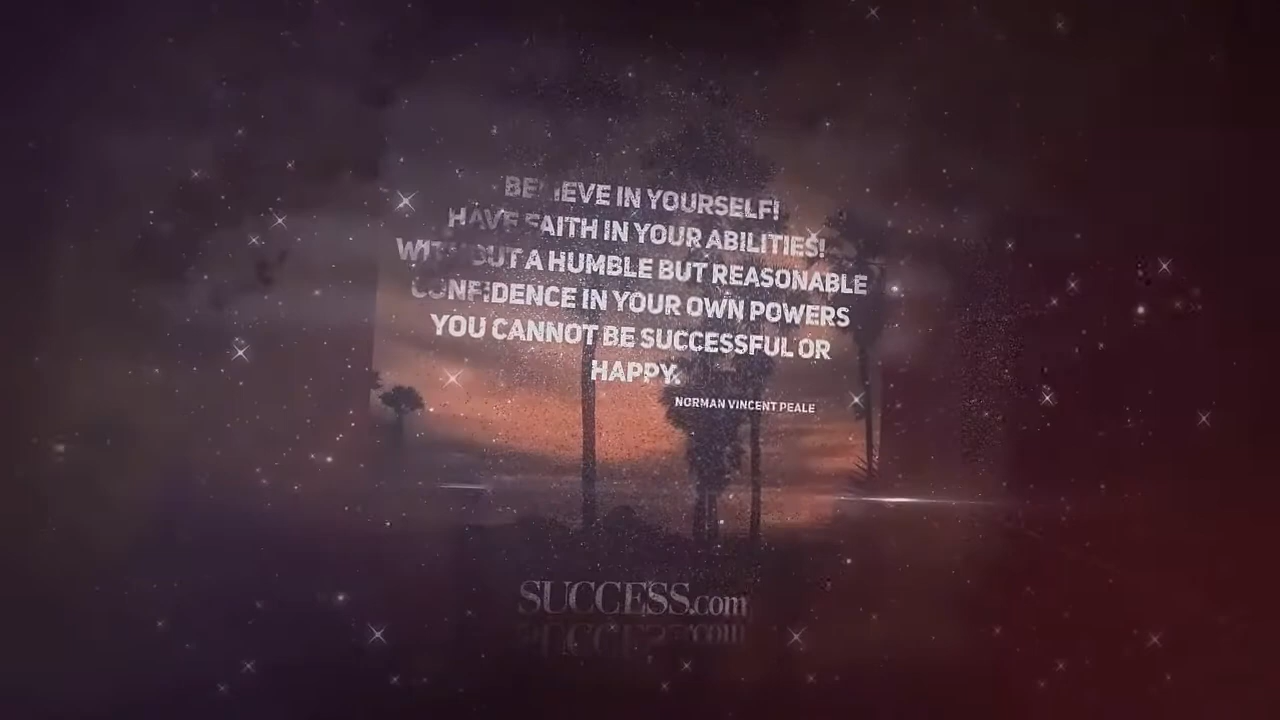 BELIEVE IN YOURSELF!
HAVE FAITH IN YOUR ABILITIES!
WITHOUT A HUMBLE BUT REASONABLE
CONFIDENCE IN YOUR OWN POWERS
YOU CANNOT BE SUCCESSFUL OR
HAPPY.
NORMAN VINCENT PEALE
SUCCESS.com